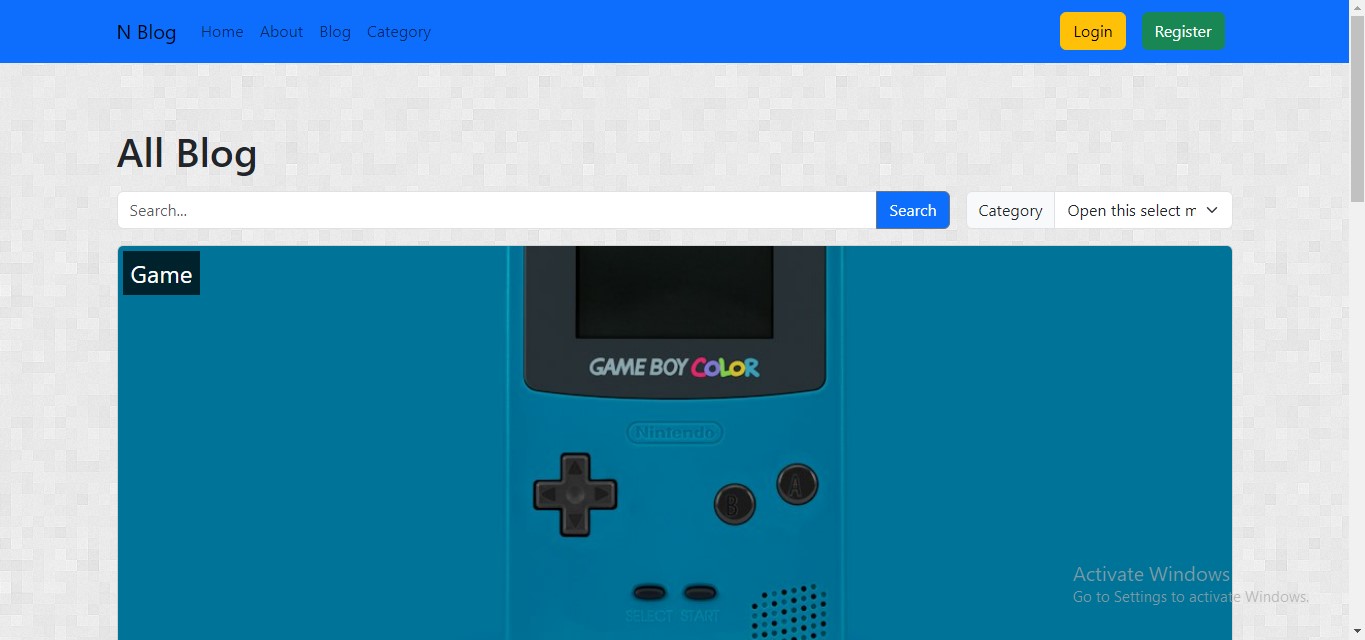 N Blog Home About Blog Category Login Register
All Blog
Search... Search Category Open this select m
Game
GAME BOY COLOR
Nintendo
A
B
SELECT START
Activate Windows
Go to Settings to activate Windows.